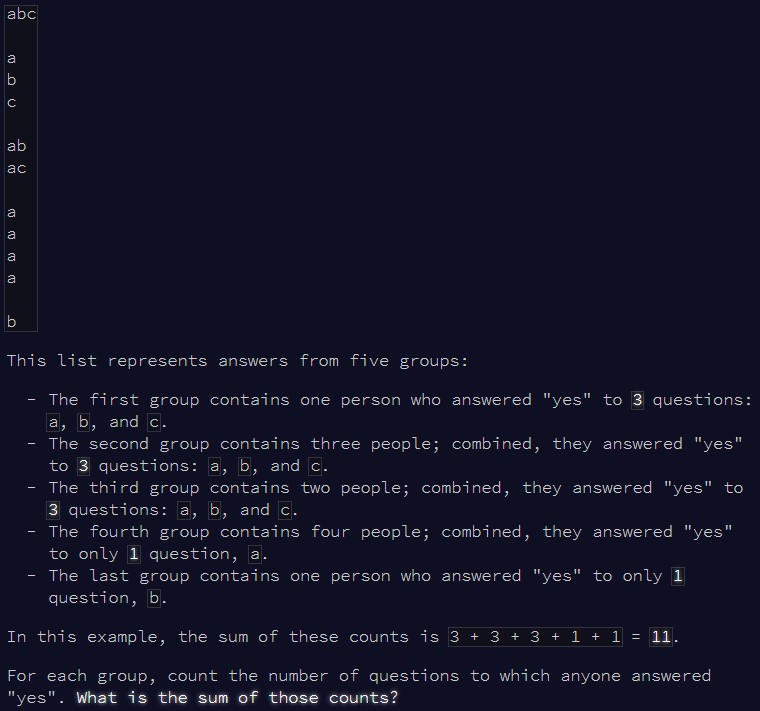 abc

a
b
c

ab
ac

a
a
a
a

b

This list represents answers from five groups:

- The first group contains one person who answered "yes" to 3 questions:
a, b, and c.
- The second group contains three people; combined, they answered "yes"
to 3 questions: a, b, and c.
- The third group contains two people; combined, they answered "yes" to
3 questions: a, b, and c.
- The fourth group contains four people; combined, they answered "yes"
to only 1 question, a.
- The last group contains one person who answered "yes" to only 1
question, b.

In this example, the sum of these counts is 3 + 3 + 3 + 1 + 1 = 11.

For each group, count the number of questions to which anyone answered
"yes". What is the sum of those counts?